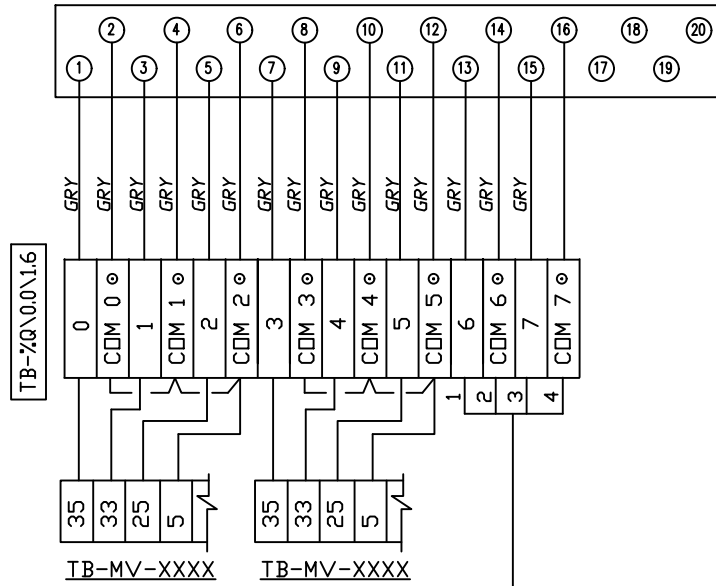 2 4 6 8 10 12 14 16 18 20
1 3 5 7 9 11 13 15 17 19
GRY GRY GRY GRY GRY GRY GRY GRY GRY GRY GRY GRY GRY GRY GRY
TB-%Q\0.0\1.6
0 COM 0 1 COM 1 2 COM 2 3 COM 3 4 COM 4 5 COM 5 6 COM 6 7 COM 7
1 2 3 4
35 33 25 5 35 33 25 5
TB-MV-XXXX TB-MV-XXXX